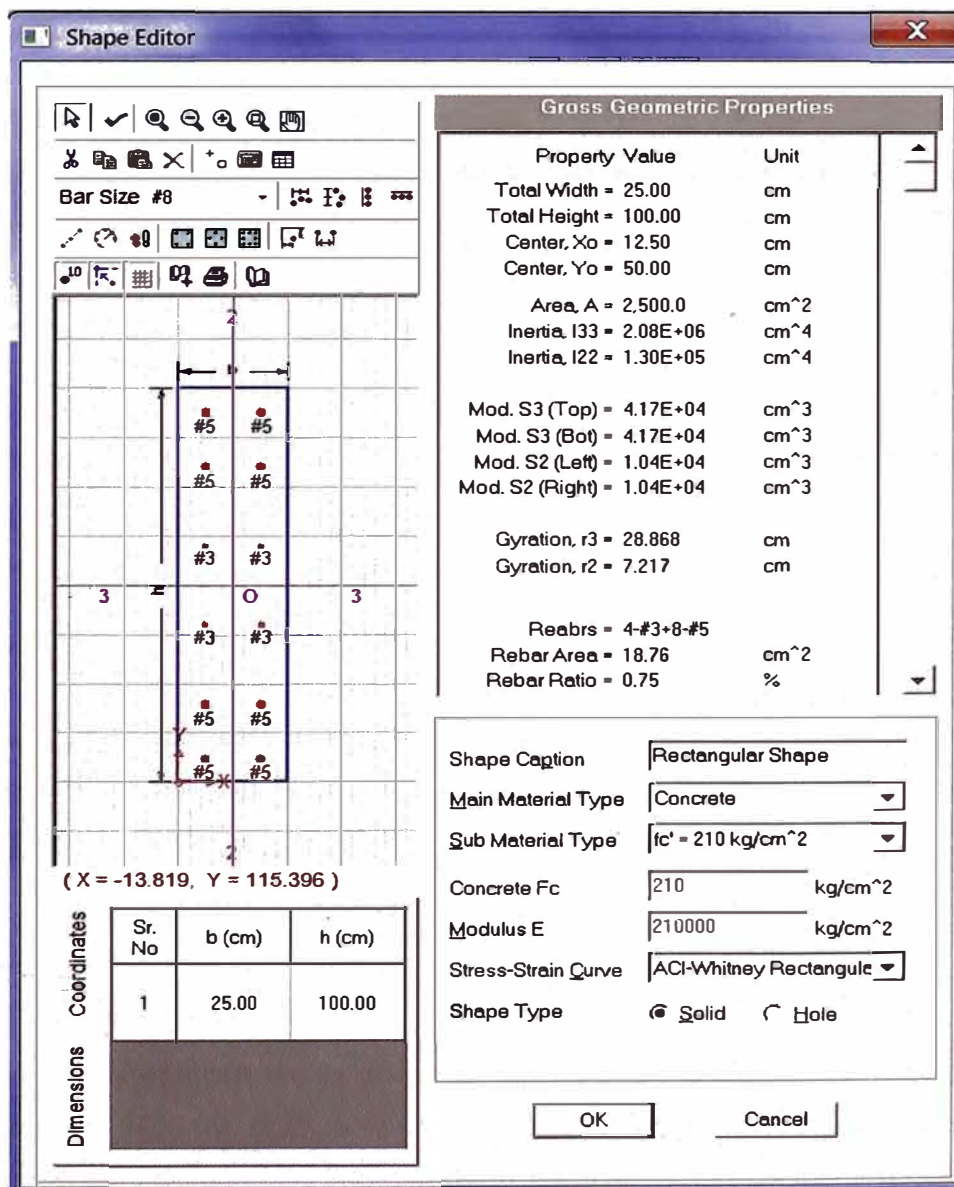 Shape Editor
Bar Size #8
2
b
#5 #5
#5 #5
#3 #3
3 h O 3
#3 #3
#5 #5
Y
#5 #5
X
2
( X = -13.819, Y = 115.396 )
Coordinates
Dimensions
Sr. No b (cm) h (cm)
1 25.00 100.00
Gross Geometric Properties
Property Value Unit
Total Width = 25.00 cm
Total Height = 100.00 cm
Center, Xo = 12.50 cm
Center, Yo = 50.00 cm
Area, A = 2,500.0 cm^2
Inertia, I33 = 2.08E+06 cm^4
Inertia, I22 = 1.30E+05 cm^4
Mod. S3 (Top) = 4.17E+04 cm^3
Mod. S3 (Bot) = 4.17E+04 cm^3
Mod. S2 (Left) = 1.04E+04 cm^3
Mod. S2 (Right) = 1.04E+04 cm^3
Gyration, r3 = 28.868 cm
Gyration, r2 = 7.217 cm
Reabrs = 4-#3+8-#5
Rebar Area = 18.76 cm^2
Rebar Ratio = 0.75 %
Shape Caption Rectangular Shape
Main Material Type Concrete
Sub Material Type fc' = 210 kg/cm^2
Concrete Fc 210 kg/cm^2
Modulus E 210000 kg/cm^2
Stress-Strain Curve ACI-Whitney Rectangula
Shape Type Solid Hole
OK Cancel